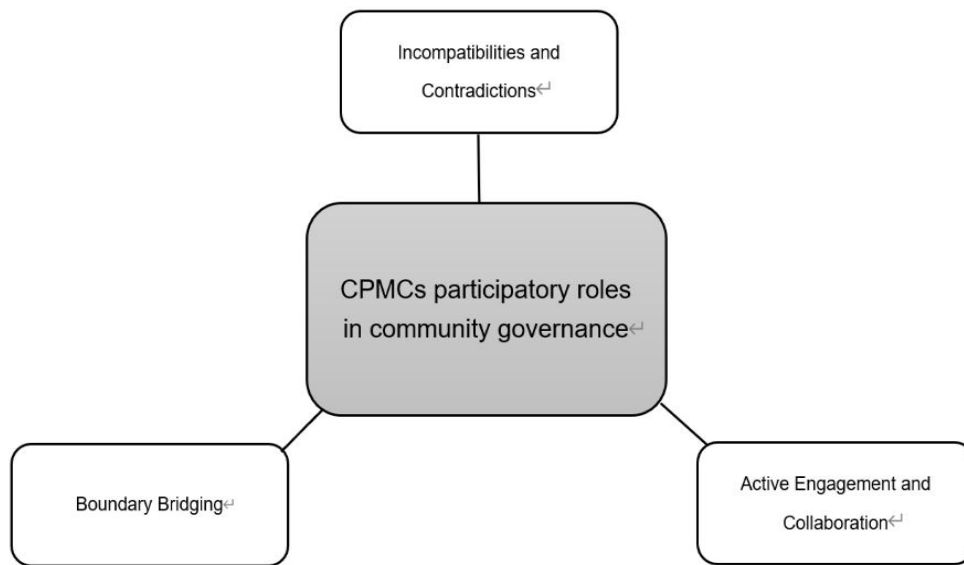 Incompatibilities and
Contradictions↵
CPMCs participatory roles
in community governance↵
Boundary Bridging↵
Active Engagement and
Collaboration↵